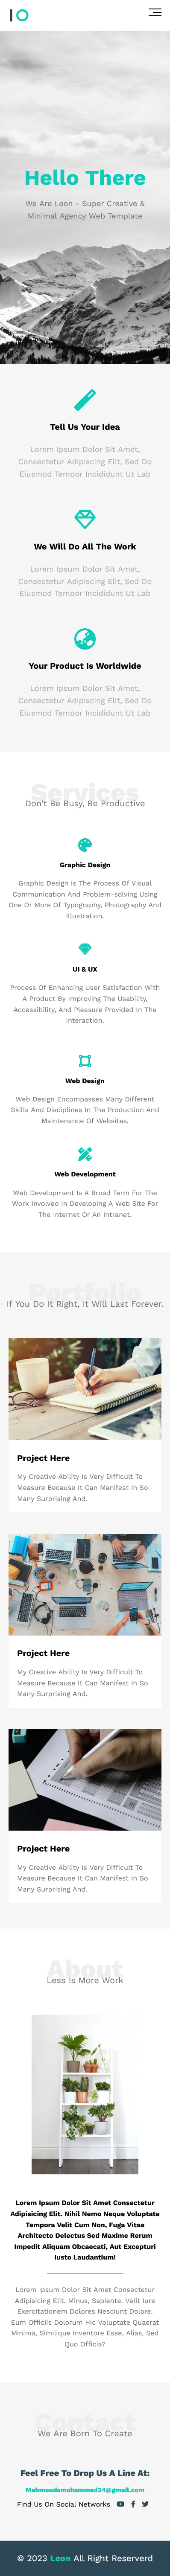 IO
Hello There
We Are Leon - Super Creative &
Minimal Agency Web Template
Tell Us Your Idea
Lorem Ipsum Dolor Sit Amet,
Consectetur Adipiscing Elit, Sed Do
Eiusmod Tempor Incididunt Ut Lab
We Will Do All The Work
Lorem Ipsum Dolor Sit Amet,
Consectetur Adipiscing Elit, Sed Do
Eiusmod Tempor Incididunt Ut Lab
Your Product Is Worldwide
Lorem Ipsum Dolor Sit Amet,
Consectetur Adipiscing Elit, Sed Do
Eiusmod Tempor Incididunt Ut Lab
Services
Don't Be Busy, Be Productive
Graphic Design
Graphic Design Is The Process Of Visual
Communication And Problem-solving Using
One Or More Of Typography, Photography And
Illustration.
UI & UX
Process Of Enhancing User Satisfaction With
A Product By Improving The Usability,
Accessibility, And Pleasure Provided In The
Interaction.
Web Design
Web Design Encompasses Many Different
Skills And Disciplines In The Production And
Maintenance Of Websites.
Web Development
Web Development Is A Broad Term For The
Work Involved In Developing A Web Site For
The Internet Or An Intranet.
Portfolio
If You Do It Right, It Will Last Forever.
Project Here
My Creative Ability Is Very Difficult To
Measure Because It Can Manifest In So
Many Surprising And.
Project Here
My Creative Ability Is Very Difficult To
Measure Because It Can Manifest In So
Many Surprising And.
Project Here
My Creative Ability Is Very Difficult To
Measure Because It Can Manifest In So
Many Surprising And.
About
Less Is More Work
Lorem Ipsum Dolor Sit Amet Consectetur
Adipisicing Elit. Nihil Nemo Neque Voluptate
Tempora Velit Cum Non, Fuga Vitae
Architecto Delectus Sed Maxime Rerum
Impedit Aliquam Obcaecati, Aut Excepturi
Iusto Laudantium!
Lorem Ipsum Dolor Sit Amet Consectetur
Adipisicing Elit. Minus, Sapiente. Velit Iure
Exercitationem Dolores Nesciunt Dolore.
Eum Officiis Dolorum Hic Voluptate Quaerat
Minima, Similique Inventore Esse, Alias, Sed
Quo Officia?
Contact
We Are Born To Create
Feel Free To Drop Us A Line At:
Mahmoudsmohammed24@gmail.com
Find Us On Social Networks
© 2023 Leon All Right Reserverd